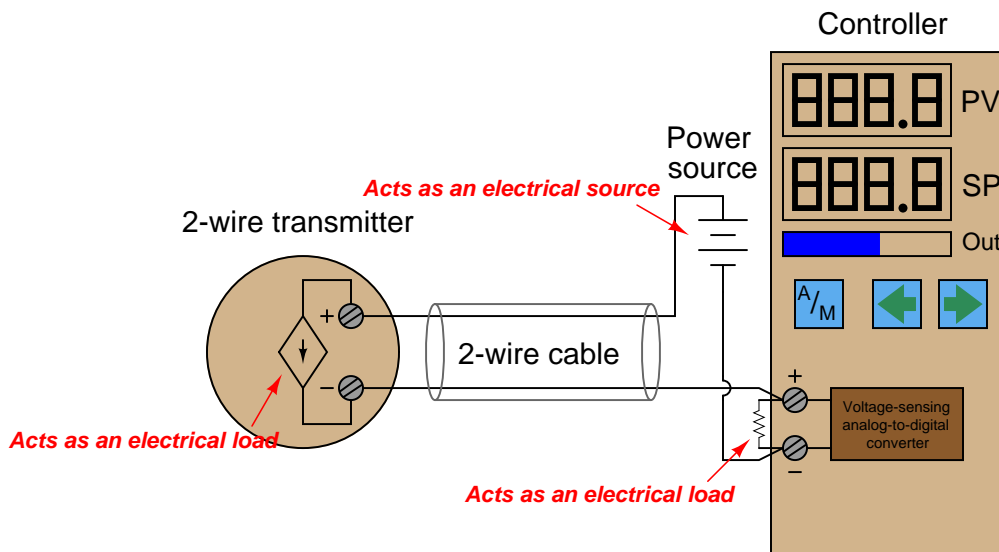 Controller
888.8
PV
Power
source
Acts as an electrical source
888.8
SP
2-wire transmitter
Out
A/M
+
2-wire cable
−
+
Voltage-sensing
analog-to-digital
converter
Acts as an electrical load
−
Acts as an electrical load